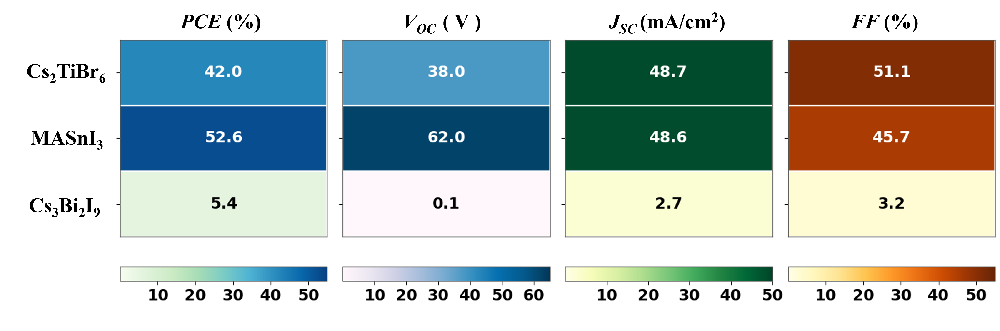 PCE (%) V_OC ( V ) J_SC (mA/cm²) FF (%)
Cs₂TiBr₆ 42.0 38.0 48.7 51.1
MASnI₃ 52.6 62.0 48.6 45.7
Cs₃Bi₂I₉ 5.4 0.1 2.7 3.2
10 20 30 40 50 10 20 30 40 50 60 10 20 30 40 50 10 20 30 40 50